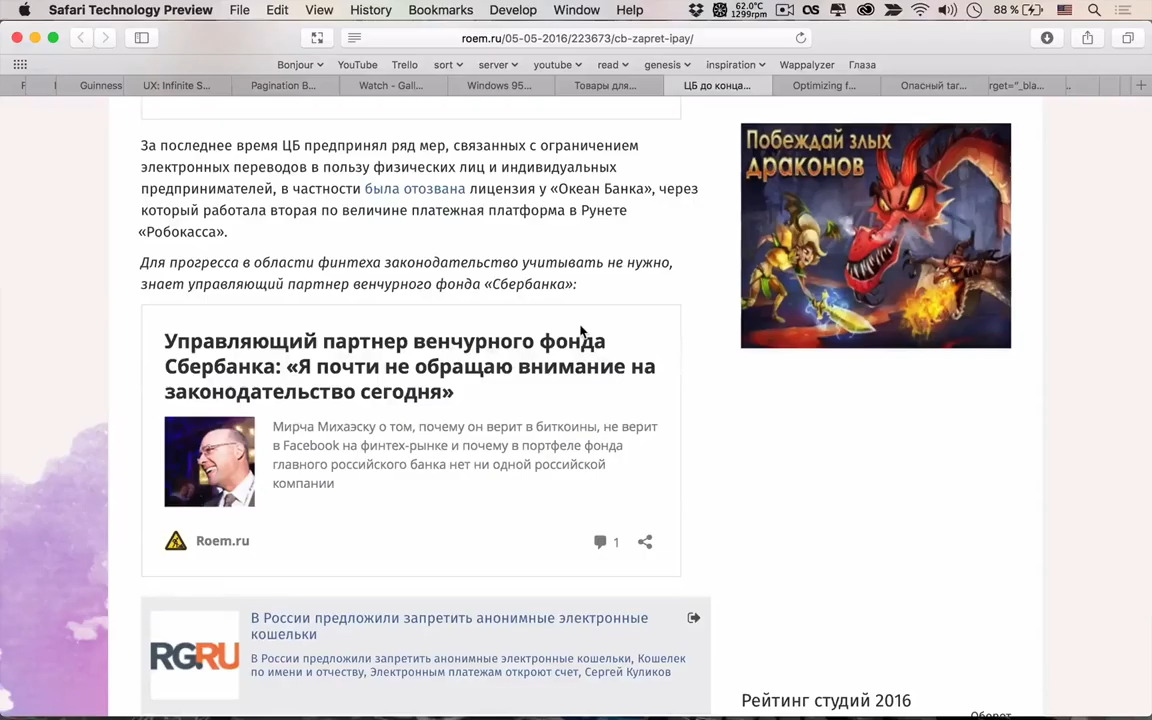 Safari Technology Preview File Edit View History Bookmarks Develop Window Help 62.0°C 1299rpm 88 %
roem.ru/05-05-2016/223673/cb-zapret-ipay/
Bonjour YouTube Trello sort server youtube read genesis inspiration Wappalyzer Глаза
Guinness UX: Infinite S... Pagination B... Watch - Gall... Windows 95... Товары для... ЦБ до конца... Optimizing f... Опасный tar... rget="_bla... ..
За последнее время ЦБ предпринял ряд мер, связанных с ограничением
электронных переводов в пользу физических лиц и индивидуальных
предпринимателей, в частности была отозвана лицензия у «Океан Банка», через
который работала вторая по величине платежная платформа в Рунете
«Робокасса».
Для прогресса в области финтеха законодательство учитывать не нужно,
знает управляющий партнер венчурного фонда «Сбербанка»:
Управляющий партнер венчурного фонда
Сбербанка: «Я почти не обращаю внимание на
законодательство сегодня»
Мирча Михаэску о том, почему он верит в биткоины, не верит
в Facebook на финтех-рынке и почему в портфеле фонда
главного российского банка нет ни одной российской
компании
Roem.ru
1
RG.RU
В России предложили запретить анонимные электронные
кошельки
В России предложили запретить анонимные электронные кошельки, Кошелек
по имени и отчеству, Электронным платежам откроют счет, Сергей Куликов
Побеждай злых
драконов
Рейтинг студий 2016